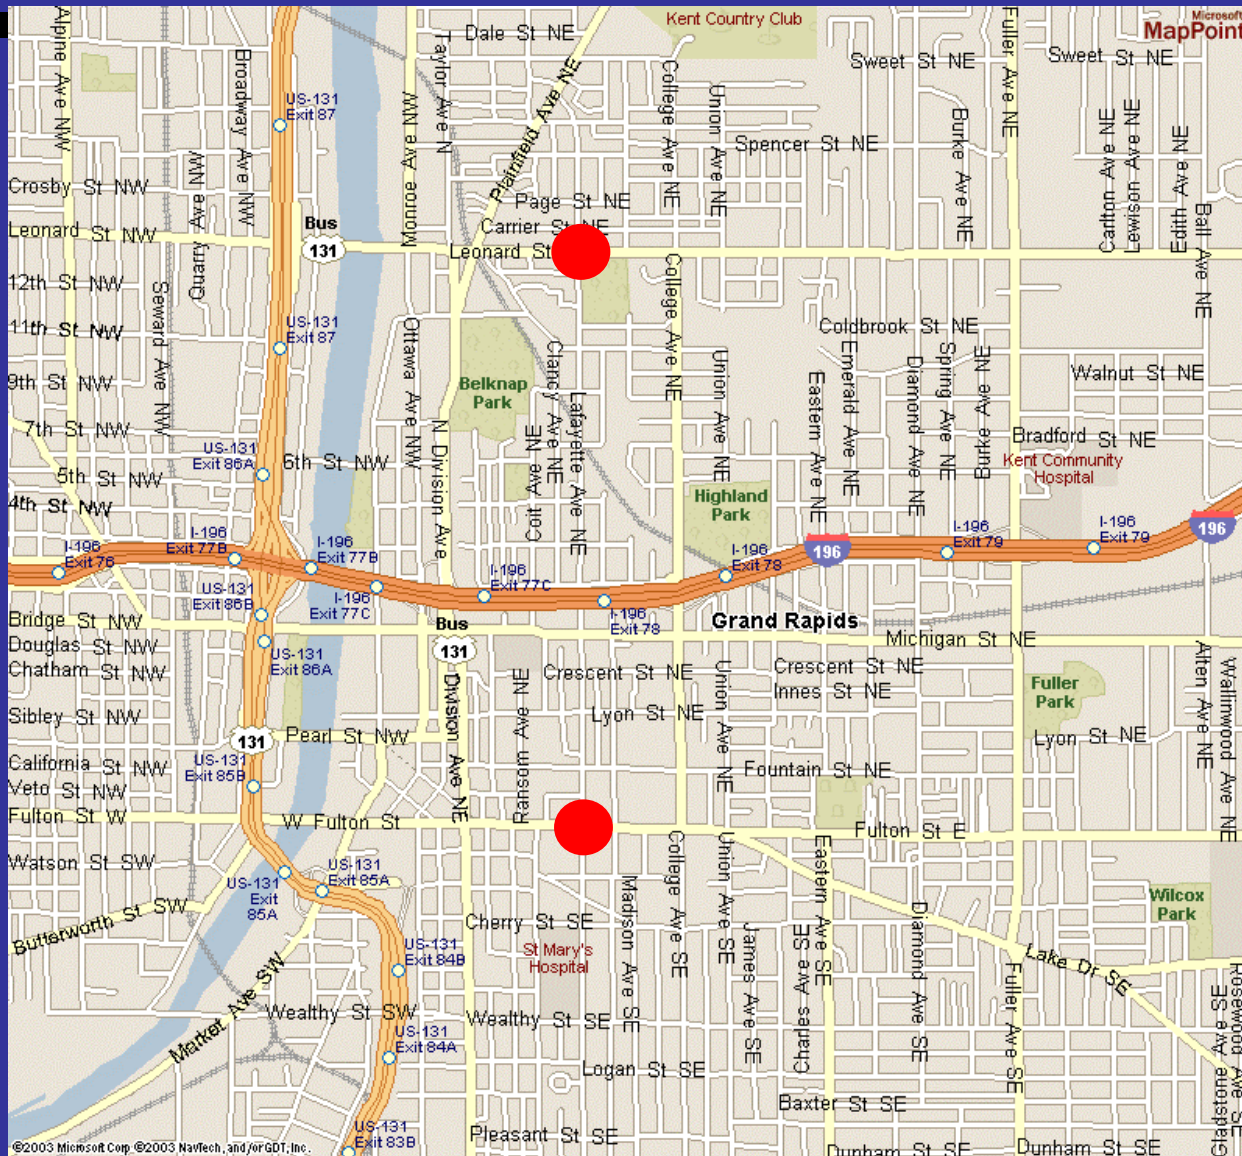 Kent Country Club
Microsoft
MapPoint
Alpine Ave NW
Broadway Ave NW
Taylor Ave N
Dale St NE
Plainfield Ave NE
College Ave NE
Union Ave NE
Sweet St NE
Fuller Ave NE
Sweet St NE
US-131
Exit 87
Monroe Ave NW
Spencer St NE
Burke Ave NE
Carlton Ave NE
Lewison Ave NE
Edith Ave NE
Ball Ave NE
Crosby St NW
Quarry Ave NW
Page St NE
Carrier St NE
Leonard St NW
Bus
131
Leonard St
College Ave NE
12th St NW
Seward Ave NW
11th St NW
US-131
Exit 87
Ottawa Ave NW
Clancy Ave NE
Union Ave NE
Coldbrook St NE
Emerald Ave NE
Diamond Ave NE
Spring Ave NE
Burke Ave NE
9th St NW
Belknap
Park
Lafayette Ave NE
Eastern Ave NE
Walnut St NE
7th St NW
N Division Ave
Coit Ave NE
Bradford St NE
US-131
Exit 86A
6th St NW
5th St NW
Kent Community
Hospital
4th St NW
Highland
Park
I-196
Exit 76
I-196
Exit 77B
I-196
Exit 77B
196
I-196
Exit 79
I-196
Exit 79
196
I-196
Exit 77C
I-196
Exit 77C
I-196
Exit 78
I-196
Exit 78
US-131
Exit 86B
Bridge St NW
Bus
131
Grand Rapids
Michigan St NE
Douglas St NW
US-131
Exit 86A
Chatham St NW
Crescent St NE
Crescent St NE
Innes St NE
Union Ave NE
Ransom Ave NE
Division Ave NE
Fuller
Park
Alten Ave NE
Wallinwood Ave NE
Sibley St NW
Lyon St NE
131
Pearl St NW
Lyon St NE
California St NW
US-131
Exit 85B
Fountain St NE
Veto St NW
Fulton St W
W Fulton St
Fulton St E
Watson St SW
US-131
Exit
85A
US-131
Exit 85A
Madison Ave SE
College Ave SE
Union Ave SE
Eastern Ave SE
Butterworth St SW
Cherry St SE
Diamond Ave SE
Wilcox
Park
US-131
Exit 84B
St Mary's
Hospital
James Ave SE
Charles Ave SE
Lake Dr SE
Market Ave SW
Fuller Ave SE
Wealthy St SW
Wealthy St SE
Gladstone Ave SE
Rosewood Ave SE
US-131
Exit 84A
Logan St SE
Baxter St SE
US-131
Exit 83B
Pleasant St SE
Dunham St SE
Dunham St SE
©2003 Microsoft Corp ©2003 NavTech, and/or GDT, Inc.